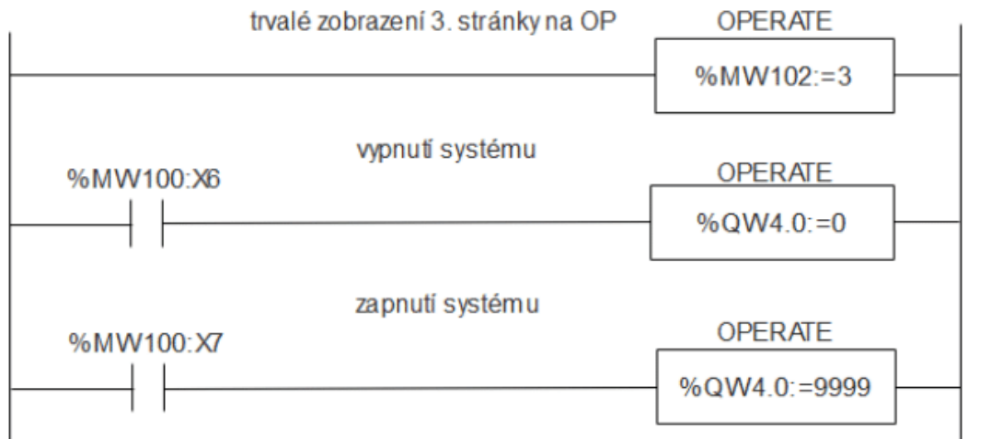 trvalé zobrazení 3. stránky na OP
OPERATE
%MW102:=3
vypnutí systému
%MW100:X6
OPERATE
%QW4.0:=0
zapnutí systému
%MW100:X7
OPERATE
%QW4.0:=9999